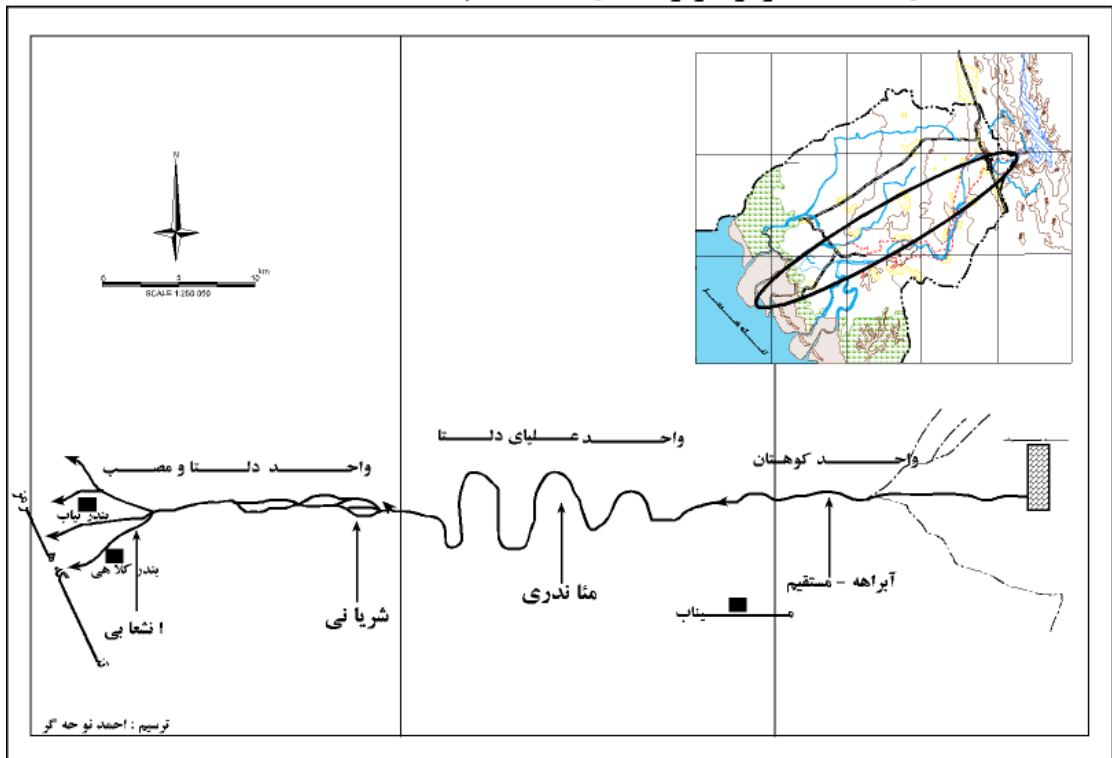 N
0 5 10 km
SCALE 1:250 000
واحد کوهستان
واحد علیای دلتا
واحد دلتا و مصب
بندر تیاب
بندر کلاهی
آبراهه - مستقیم
مئاندری
شریانی
انشعابی
میناب
ترسیم : احمد نوحه گر